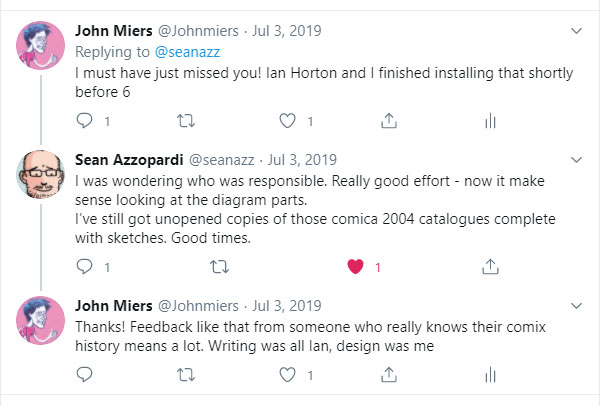 John Miers @Johnmiers · Jul 3, 2019
Replying to @seanazz
I must have just missed you! Ian Horton and I finished installing that shortly
before 6
1 1
Sean Azzopardi @seanazz · Jul 3, 2019
I was wondering who was responsible. Really good effort - now it make
sense looking at the diagram parts.
I've still got unopened copies of those comica 2004 catalogues complete
with sketches. Good times.
1 1
John Miers @Johnmiers · Jul 3, 2019
Thanks! Feedback like that from someone who really knows their comix
history means a lot. Writing was all Ian, design was me
1